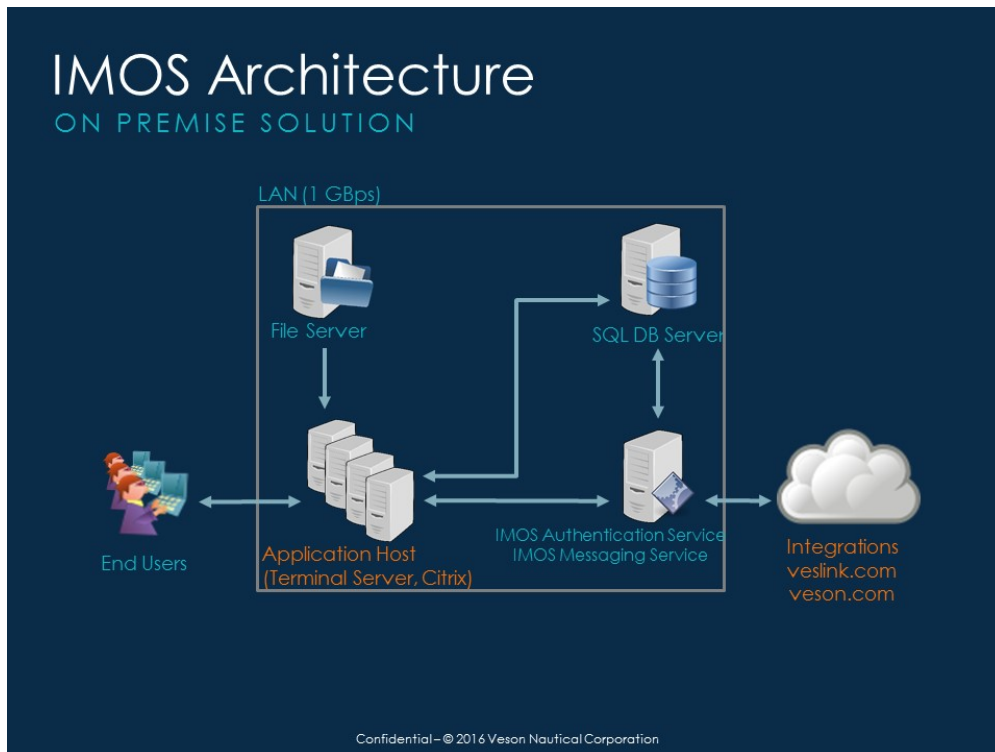 IMOS Architecture
ON PREMISE SOLUTION
LAN (1 GBps)
File Server
SQL DB Server
End Users
Application Host
(Terminal Server, Citrix)
IMOS Authentication Service
IMOS Messaging Service
Integrations
veslink.com
veson.com
Confidential – © 2016 Veson Nautical Corporation